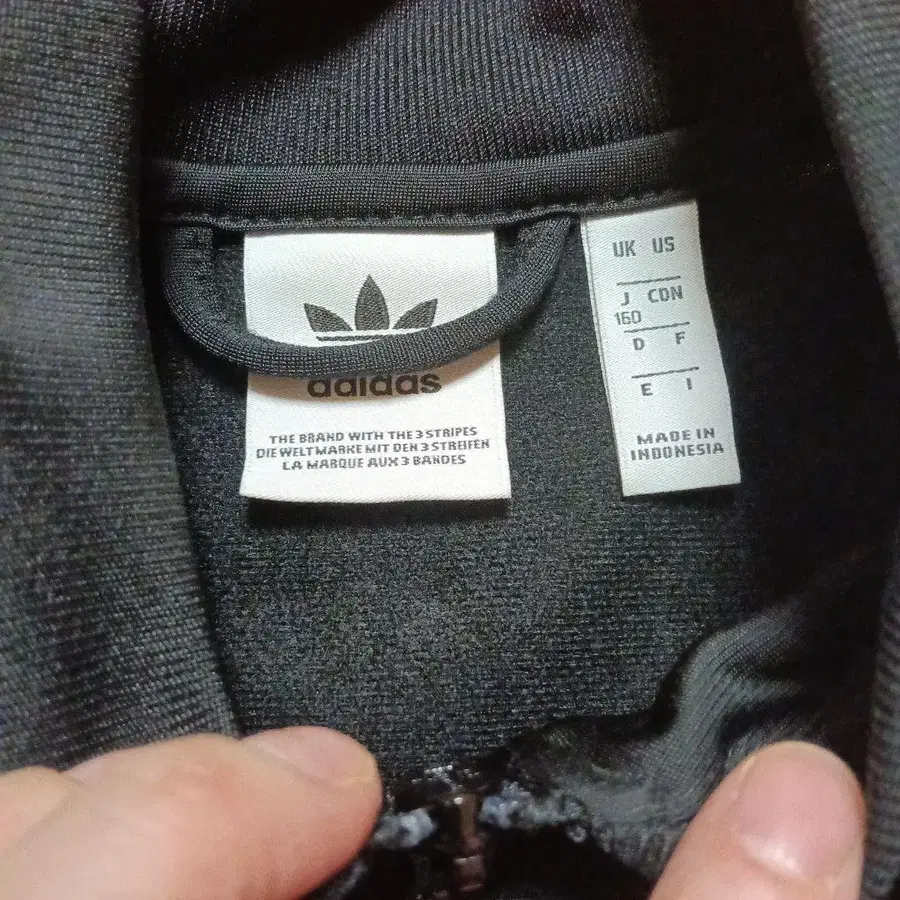 adidas
THE BRAND WITH THE 3 STRIPES
DIE WELTMARKE MIT DEN 3 STREIFEN
LA MARQUE AUX 3 BANDES
UK US
J CDN
160
D F
E I
MADE IN
INDONESIA